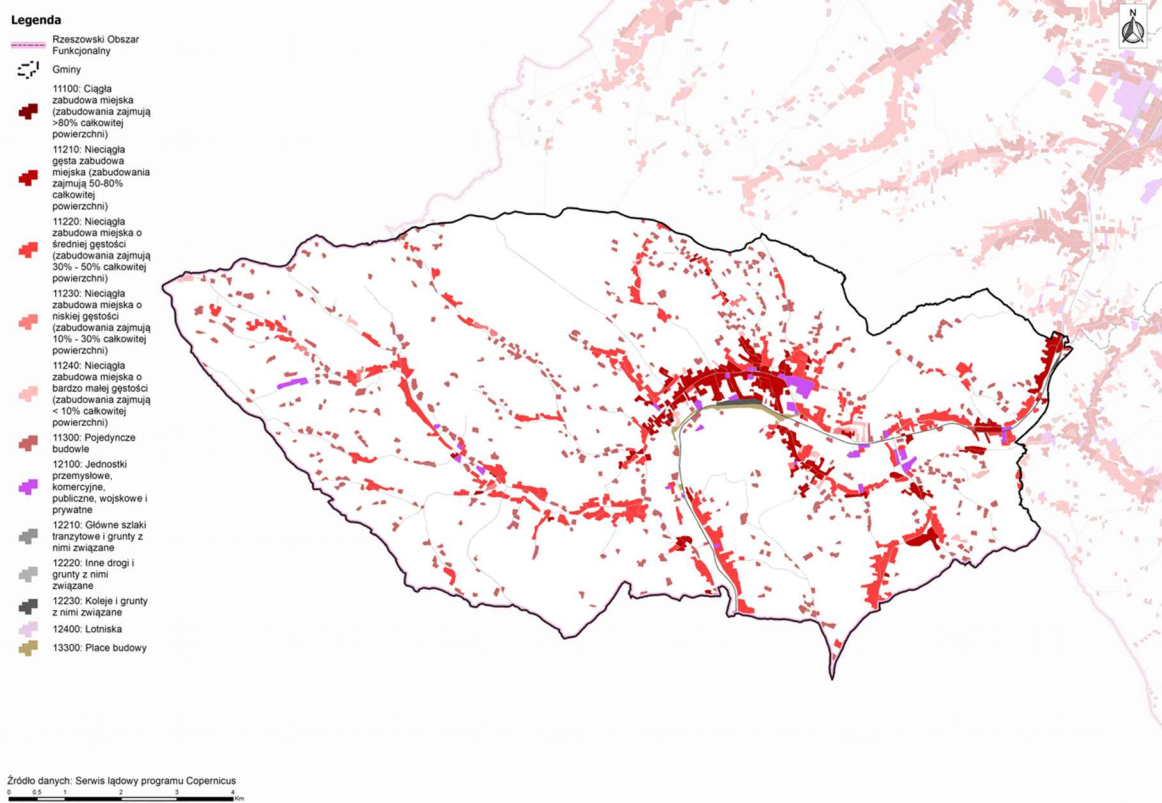 Legenda
Rzeszowski Obszar
Funkcjonalny
Gminy
11100: Ciągła
zabudowa miejska
(zabudowania zajmują
>80% całkowitej
powierzchni)
11210: Nieciągła
gęsta zabudowa
miejska (zabudowania
zajmują 50-80%
całkowitej
powierzchni)
11220: Nieciągła
zabudowa miejska o
średniej gęstości
(zabudowania zajmują
30% - 50% całkowitej
powierzchni)
11230: Nieciągła
zabudowa miejska o
niskiej gęstości
(zabudowania zajmują
10% - 30% całkowitej
powierzchni)
11240: Nieciągła
zabudowa miejska o
bardzo małej gęstości
(zabudowania zajmują
< 10% całkowitej
powierzchni)
11300: Pojedyncze
budowle
12100: Jednostki
przemysłowe,
komercyjne,
publiczne, wojskowe i
prywatne
12210: Główne szlaki
tranzytowe i grunty z
nimi związane
12220: Inne drogi i
grunty z nimi
związane
12230: Koleje i grunty
z nimi związane
12400: Lotniska
13300: Place budowy
N
Źródło danych: Serwis lądowy programu Copernicus
0 0,5 1 2 3 4
Km